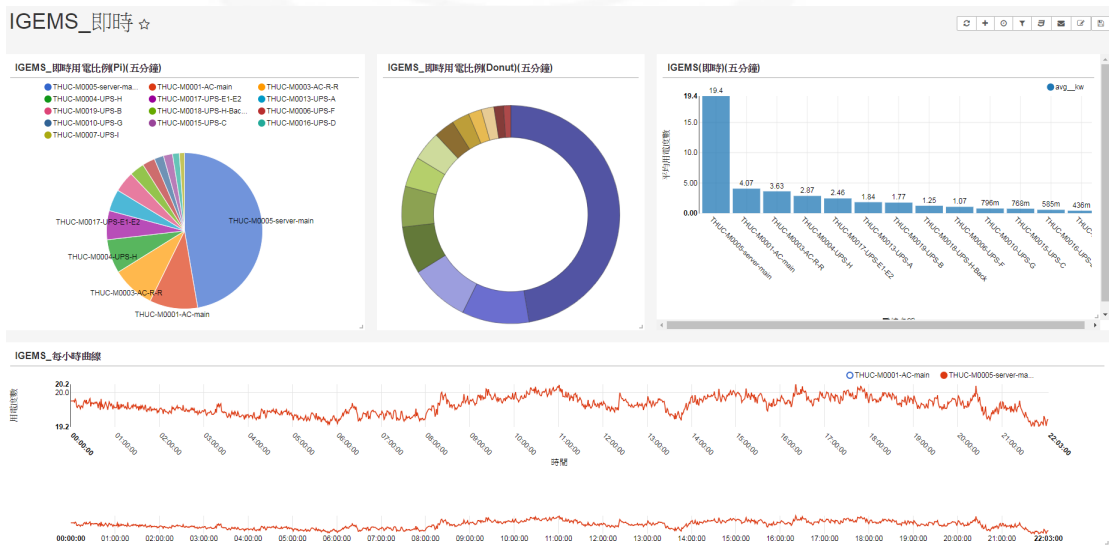 IGEMS_即時
IGEMS_即時用電比例(Pi)(五分鐘)
THUC-M0005-server-ma... THUC-M0001-AC-main THUC-M0003-AC-R-R
THUC-M0004-UPS-H THUC-M0017-UPS-E1-E2 THUC-M0013-UPS-A
THUC-M0019-UPS-B THUC-M0018-UPS-H-Bac... THUC-M0006-UPS-F
THUC-M0010-UPS-G THUC-M0015-UPS-C THUC-M0016-UPS-D
THUC-M0007-UPS-I
THUC-M0017-UPS-E1-E2
THUC-M0005-server-main
THUC-M0004-UPS-H
THUC-M0003-AC-R-R
THUC-M0001-AC-main
IGEMS_即時用電比例(Donut)(五分鐘)
IGEMS(即時)(五分鐘)
avg__kw
平均用電度數
19.4
15.0
10.0
5.00
0.00
19.4 4.07 3.63 2.87 2.46 1.84 1.77 1.25 1.07 796m 768m 565m 436m
THUC-M0005-server-main
THUC-M0001-AC-main
THUC-M0003-AC-R-R
THUC-M0004-UPS-H
THUC-M0017-UPS-E1-E2
THUC-M0013-UPS-A
THUC-M0019-UPS-B
THUC-M0018-UPS-H-Back
THUC-M0006-UPS-F
THUC-M0010-UPS-G
THUC-M0015-UPS-C
THUC-M0016-UPS-
THUC-
IGEMS_每小時曲線
THUC-M0001-AC-main THUC-M0005-server-ma...
用電度數
20.2
20.0
19.2
00:00:00 01:00:00 02:00:00 03:00:00 04:00:00 05:00:00 06:00:00 07:00:00 08:00:00 09:00:00 10:00:00 11:00:00 12:00:00 13:00:00 14:00:00 15:00:00 16:00:00 17:00:00 18:00:00 19:00:00 20:00:00 21:00:00 22:03:00
時間
00:00:00 01:00:00 02:00:00 03:00:00 04:00:00 05:00:00 06:00:00 07:00:00 08:00:00 09:00:00 10:00:00 11:00:00 12:00:00 13:00:00 14:00:00 15:00:00 16:00:00 17:00:00 18:00:00 19:00:00 20:00:00 21:00:00 22:03:00